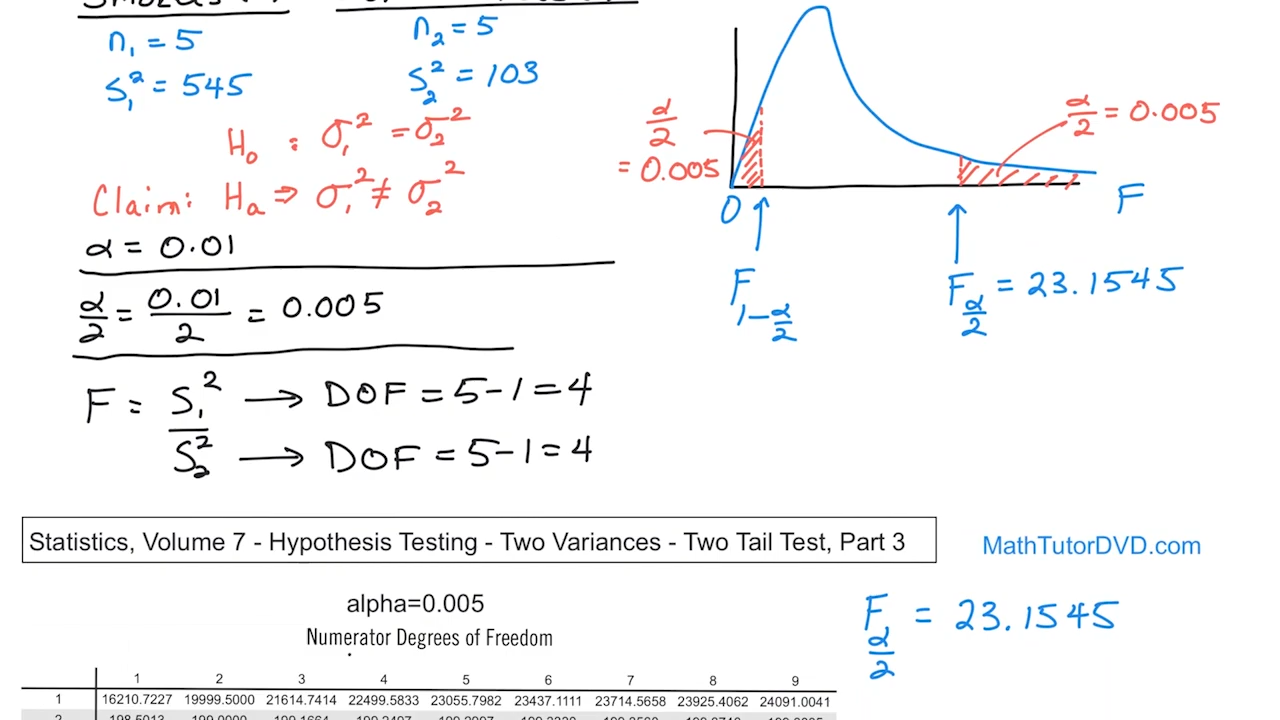 n₁ = 5
n₂ = 5
S₁² = 545
S₂² = 103
H₀ : σ₁² = σ₂²
Claim: Hₐ ⇒ σ₁² ≠ σ₂²
α = 0.01
α/2 = 0.01/2 = 0.005
F = S₁²/S₂²
S₁² → DOF = 5-1 = 4
S₂² → DOF = 5-1 = 4
α/2 = 0.005
α/2 = 0.005
0
F
F 1-α/2
F α/2 = 23.1545
Statistics, Volume 7 - Hypothesis Testing - Two Variances - Two Tail Test, Part 3
MathTutorDVD.com
alpha=0.005
Numerator Degrees of Freedom
F α/2 = 23.1545
1 2 3 4 5 6 7 8 9
1 16210.7227 19999.5000 21614.7414 22499.5833 23055.7982 23437.1111 23714.5658 23925.4062 24091.0041